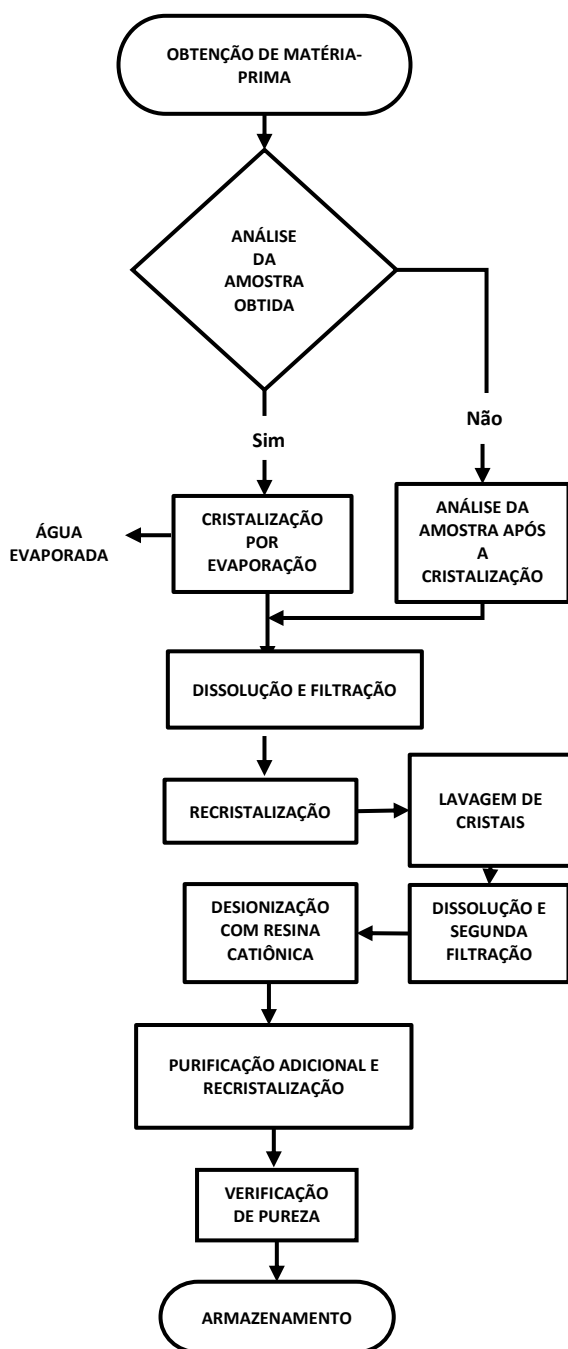 OBTENÇÃO DE MATÉRIA-
PRIMA
ANÁLISE
DA
AMOSTRA
OBTIDA
Sim
Não
ÁGUA
EVAPORADA
CRISTALIZAÇÃO
POR
EVAPORAÇÃO
ANÁLISE DA
AMOSTRA APÓS
A
CRISTALIZAÇÃO
DISSOLUÇÃO E FILTRAÇÃO
RECRISTALIZAÇÃO
LAVAGEM DE
CRISTAIS
DISSOLUÇÃO E
SEGUNDA
FILTRAÇÃO
DESIONIZAÇÃO
COM RESINA
CATIÔNICA
PURIFICAÇÃO ADICIONAL E
RECRISTALIZAÇÃO
VERIFICAÇÃO
DE PUREZA
ARMAZENAMENTO